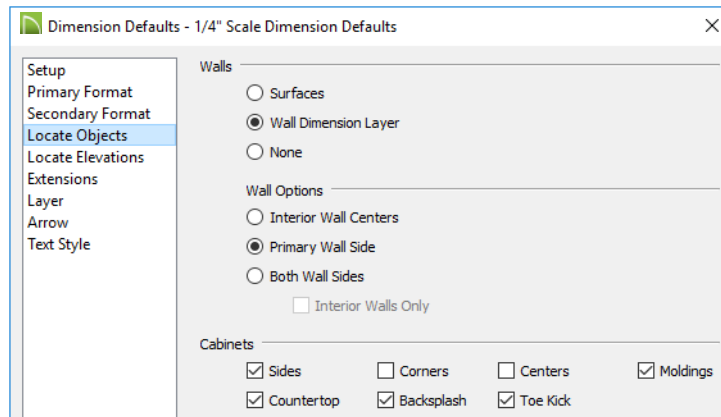 Dimension Defaults - 1/4" Scale Dimension Defaults
Setup
Primary Format
Secondary Format
Locate Objects
Locate Elevations
Extensions
Layer
Arrow
Text Style
Walls
Surfaces
Wall Dimension Layer
None
Wall Options
Interior Wall Centers
Primary Wall Side
Both Wall Sides
Interior Walls Only
Cabinets
Sides Corners Centers Moldings
Countertop Backsplash Toe Kick